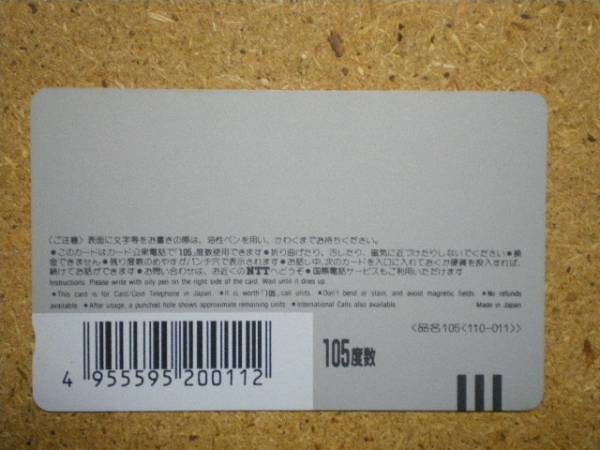 〈ご注意〉表面に文字等をお書きの際は、油性ペンを用い、かわくまでお待ちください。
●このカードはカード公衆電話で「105」度数使用できます●折り曲げたり、汚したり、磁気に近づけたりしないでください●換
金できません●残り度数のめやすがパンチ穴で表示されます●お話し中、次のカードを入口に入れておくか硬貨を投入すれば、
続けてお話ができます●お問い合わせは、お近くのNTTへどうぞ●国際電話サービスもご利用いただけます
Instructions: Please write with oily pen on the right side of the card. Wait until it dries up.
●This card is for Card/Coin Telephone in Japan. ●It is worth「105」call units. ●Don't bend or stain, and avoid magnetic fields. ●No refunds
available ●After usage, a punched hole shows approximate remaining units. ●International Calls also available. Made in Japan
〈品名105〈110-011〉〉
105度数
4 955595 200112